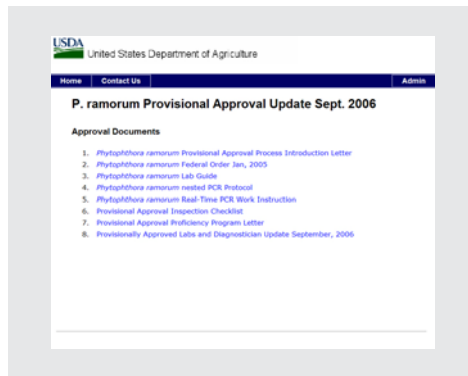 USDA
United States Department of Agriculture
Home Contact Us Admin
P. ramorum Provisional Approval Update Sept. 2006
Approval Documents
1. Phytophthora ramorum Provisional Approval Process Introduction Letter
2. Phytophthora ramorum Federal Order Jan, 2005
3. Phytophthora ramorum Lab Guide
4. Phytophthora ramorum nested PCR Protocol
5. Phytophthora ramorum Real-Time PCR Work Instruction
6. Provisional Approval Inspection Checklist
7. Provisional Approval Proficiency Program Letter
8. Provisionally Approved Labs and Diagnostician Update September, 2006